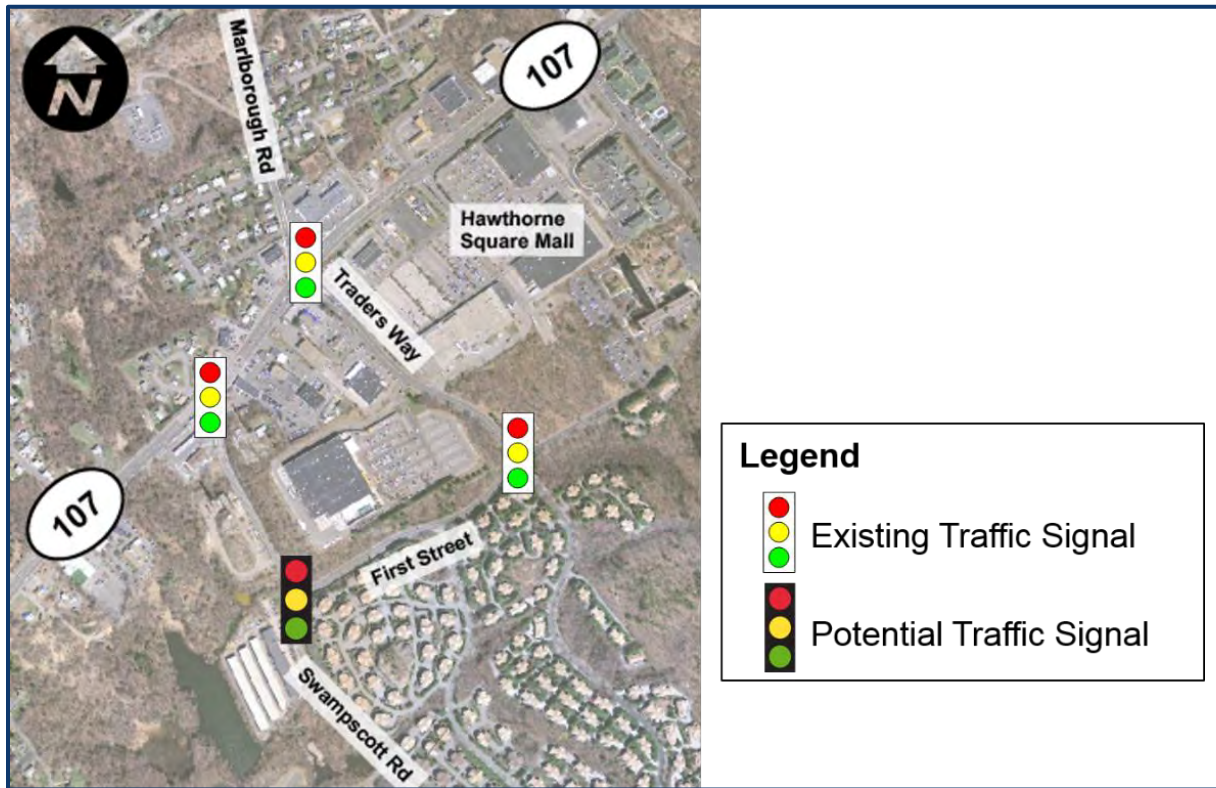 N
Marlborough Rd
107
Hawthorne
Square Mall
Traders Way
107
First Street
Swampscott Rd
Legend
Existing Traffic Signal
Potential Traffic Signal